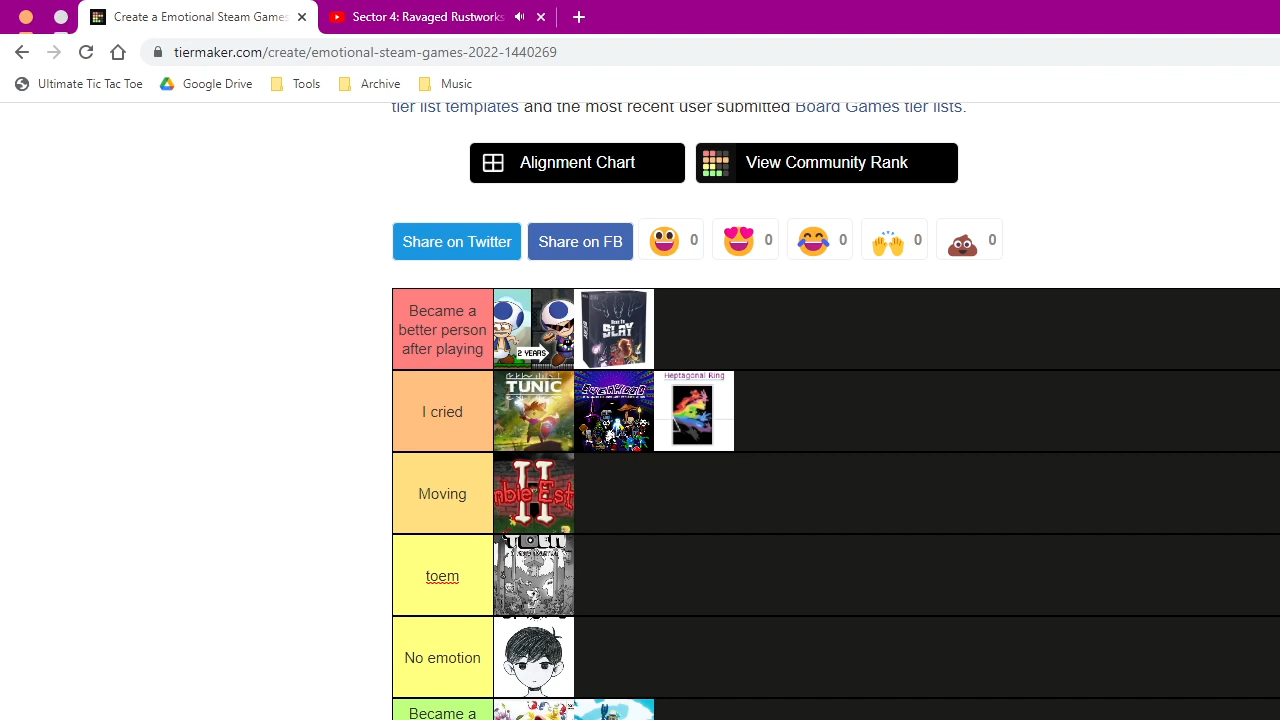 Create a Emotional Steam Games
Sector 4: Ravaged Rustworks
tiermaker.com/create/emotional-steam-games-2022-1440269
Ultimate Tic Tac Toe
Google Drive
Tools
Archive
Music
tier list templates and the most recent user submitted Board Games tier lists.
Alignment Chart
View Community Rank
Share on Twitter
Share on FB
0
0
0
0
0
Became a
better person
after playing
2 YEARS
SLAY
I cried
TUNIC
Heptagonal Ring
Moving
II
toem
No emotion
Became a